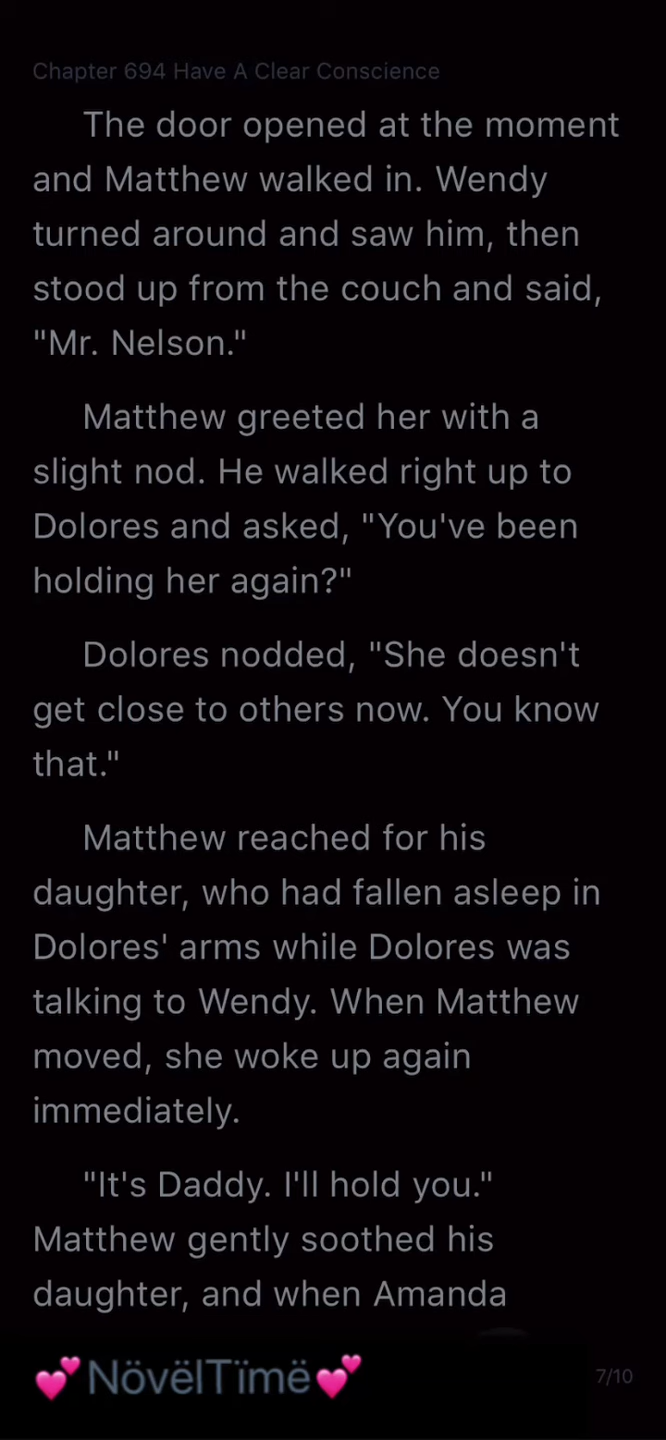 Chapter 694 Have A Clear Conscience
The door opened at the moment
and Matthew walked in. Wendy
turned around and saw him, then
stood up from the couch and said,
"Mr. Nelson."
Matthew greeted her with a
slight nod. He walked right up to
Dolores and asked, "You've been
holding her again?"
Dolores nodded, "She doesn't
get close to others now. You know
that."
Matthew reached for his
daughter, who had fallen asleep in
Dolores' arms while Dolores was
talking to Wendy. When Matthew
moved, she woke up again
immediately.
"It's Daddy. I'll hold you."
Matthew gently soothed his
daughter, and when Amanda
💕NövëlTïmë💕
7/10